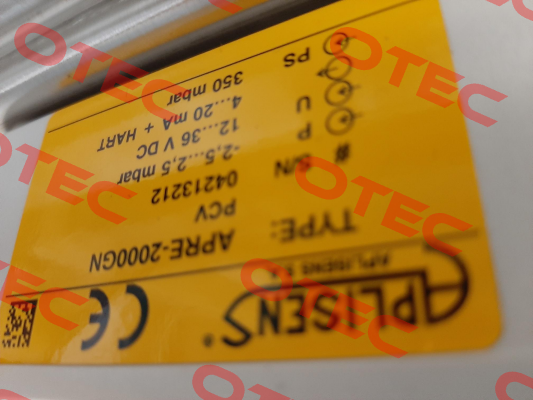 APLISENS®
APLISENS S.A.
CE
TYPE: APRE-2000GN
PCV
S/N 04213212
# -2,5...2,5 mbar
P 12...36 V DC
U 4...20 mA + HART
PS 350 mbar
OTEC
OTEC
OTEC
OTEC
OTEC
OTEC
OTEC